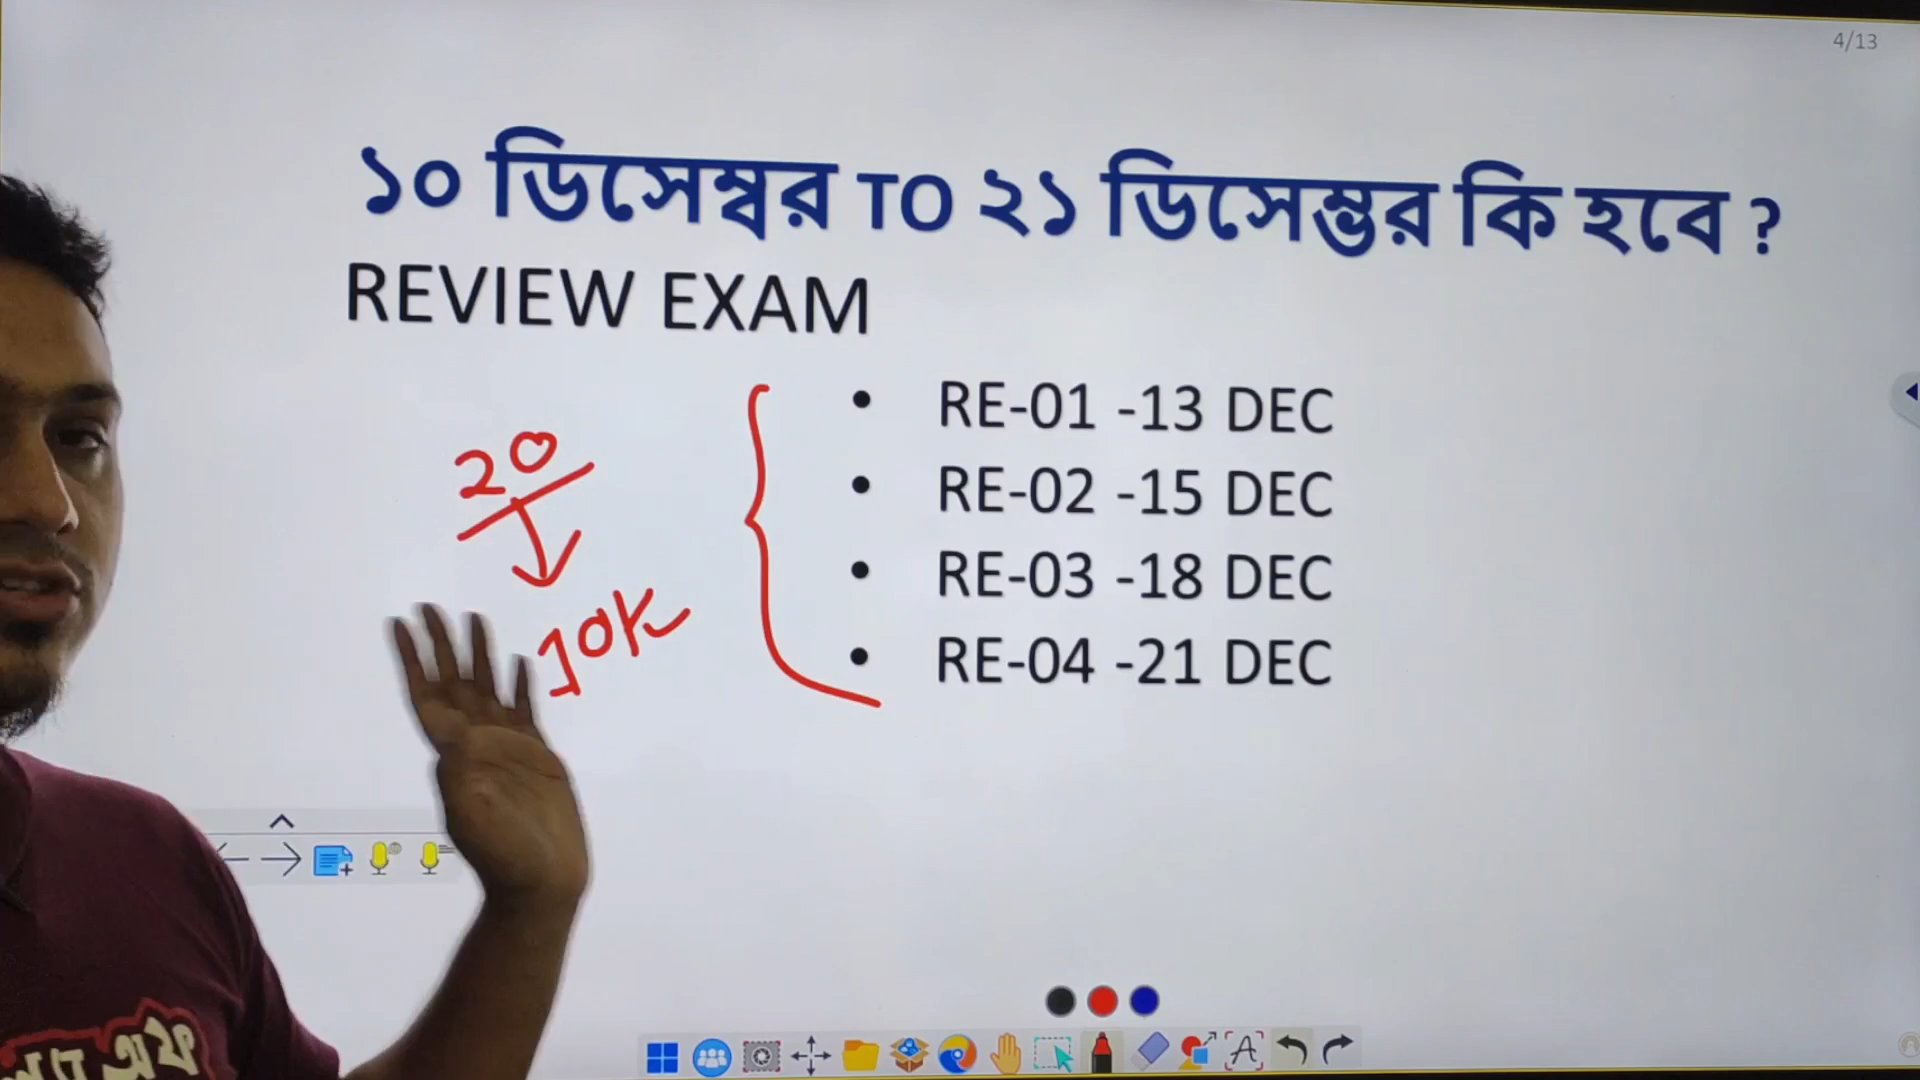 4/13
১০ ডিসেম্বর TO ২১ ডিসেম্ভর কি হবে ?
REVIEW EXAM
• RE-01 -13 DEC
• RE-02 -15 DEC
• RE-03 -18 DEC
• RE-04 -21 DEC
20
10K